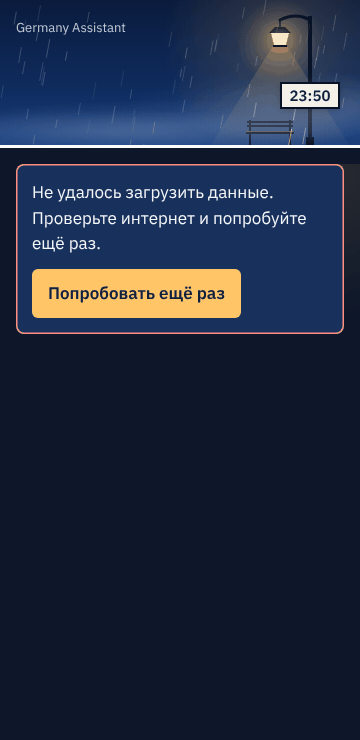 Germany Assistant
23:50
Не удалось загрузить данные.
Проверьте интернет и попробуйте
ещё раз.
Попробовать ещё раз